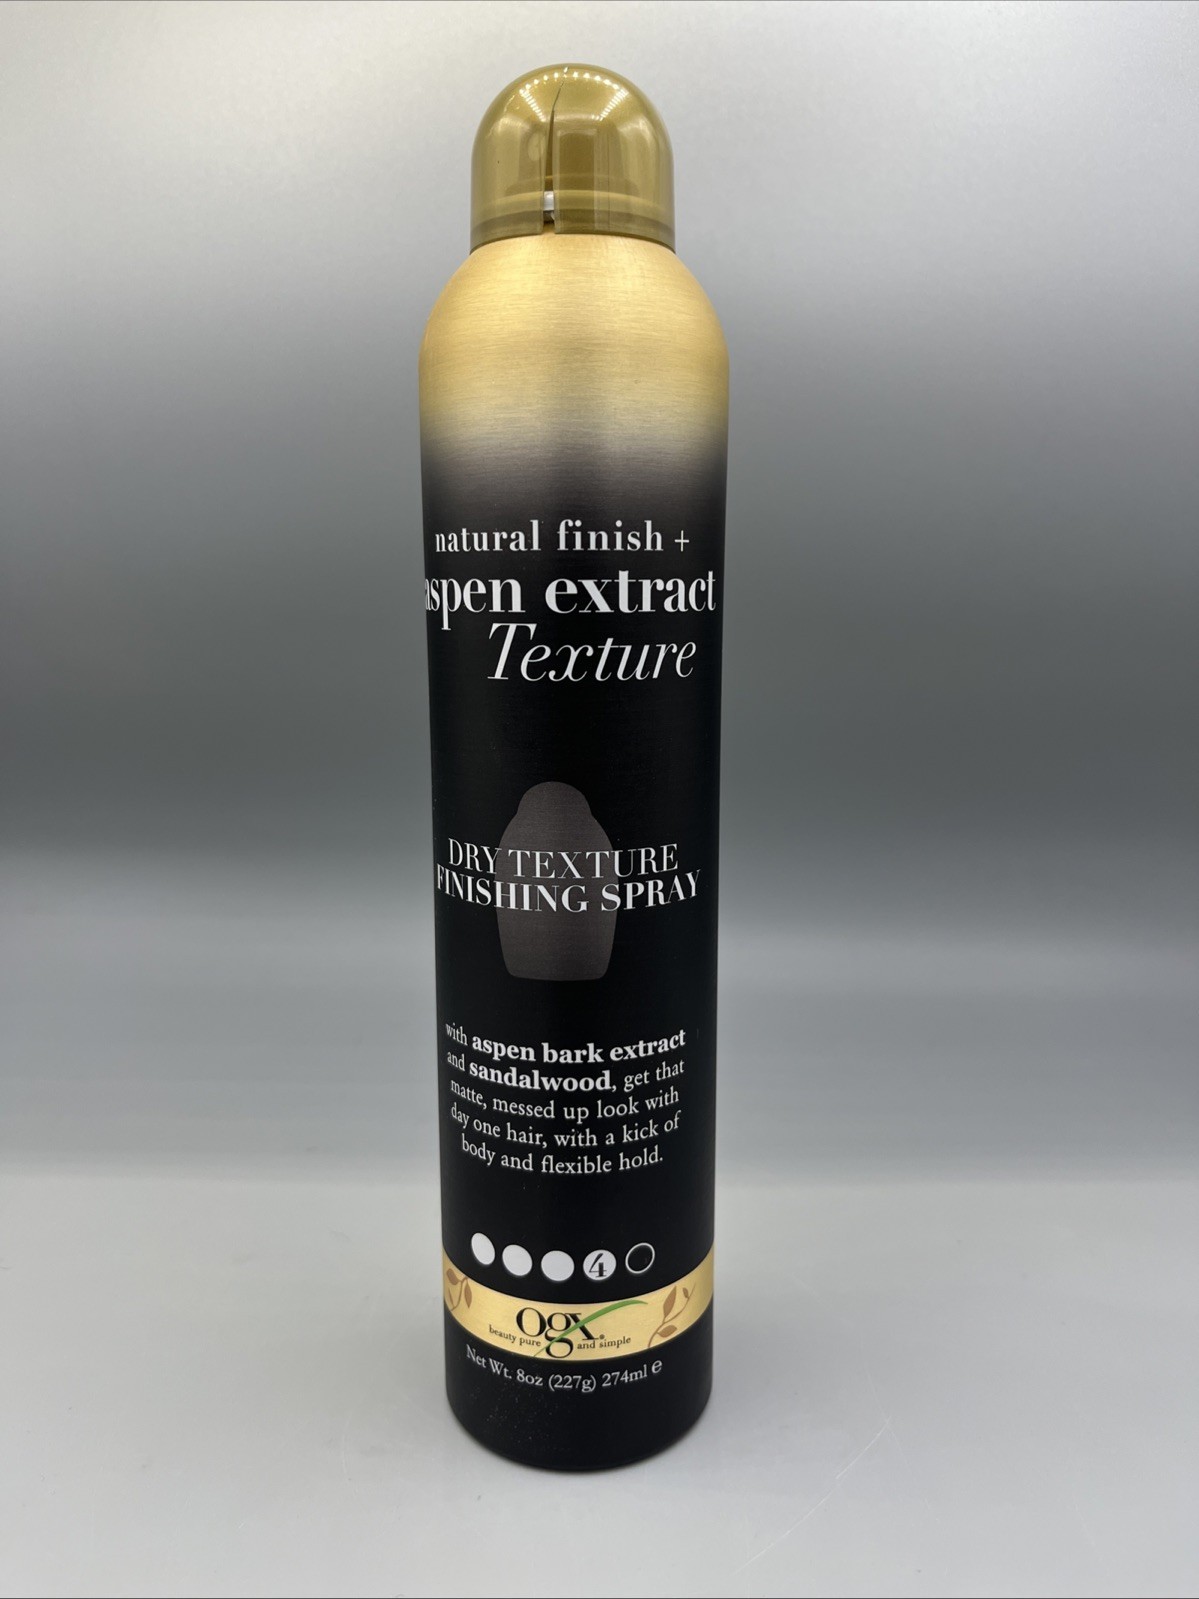 natural finish +
aspen extract
Texture
DRY TEXTURE
FINISHING SPRAY
with aspen bark extract
and sandalwood, get that
matte, messed up look with
day one hair, with a kick of
body and flexible hold.
4
ogx®
beauty pure and simple
Net Wt. 8oz (227g) 274ml ℮